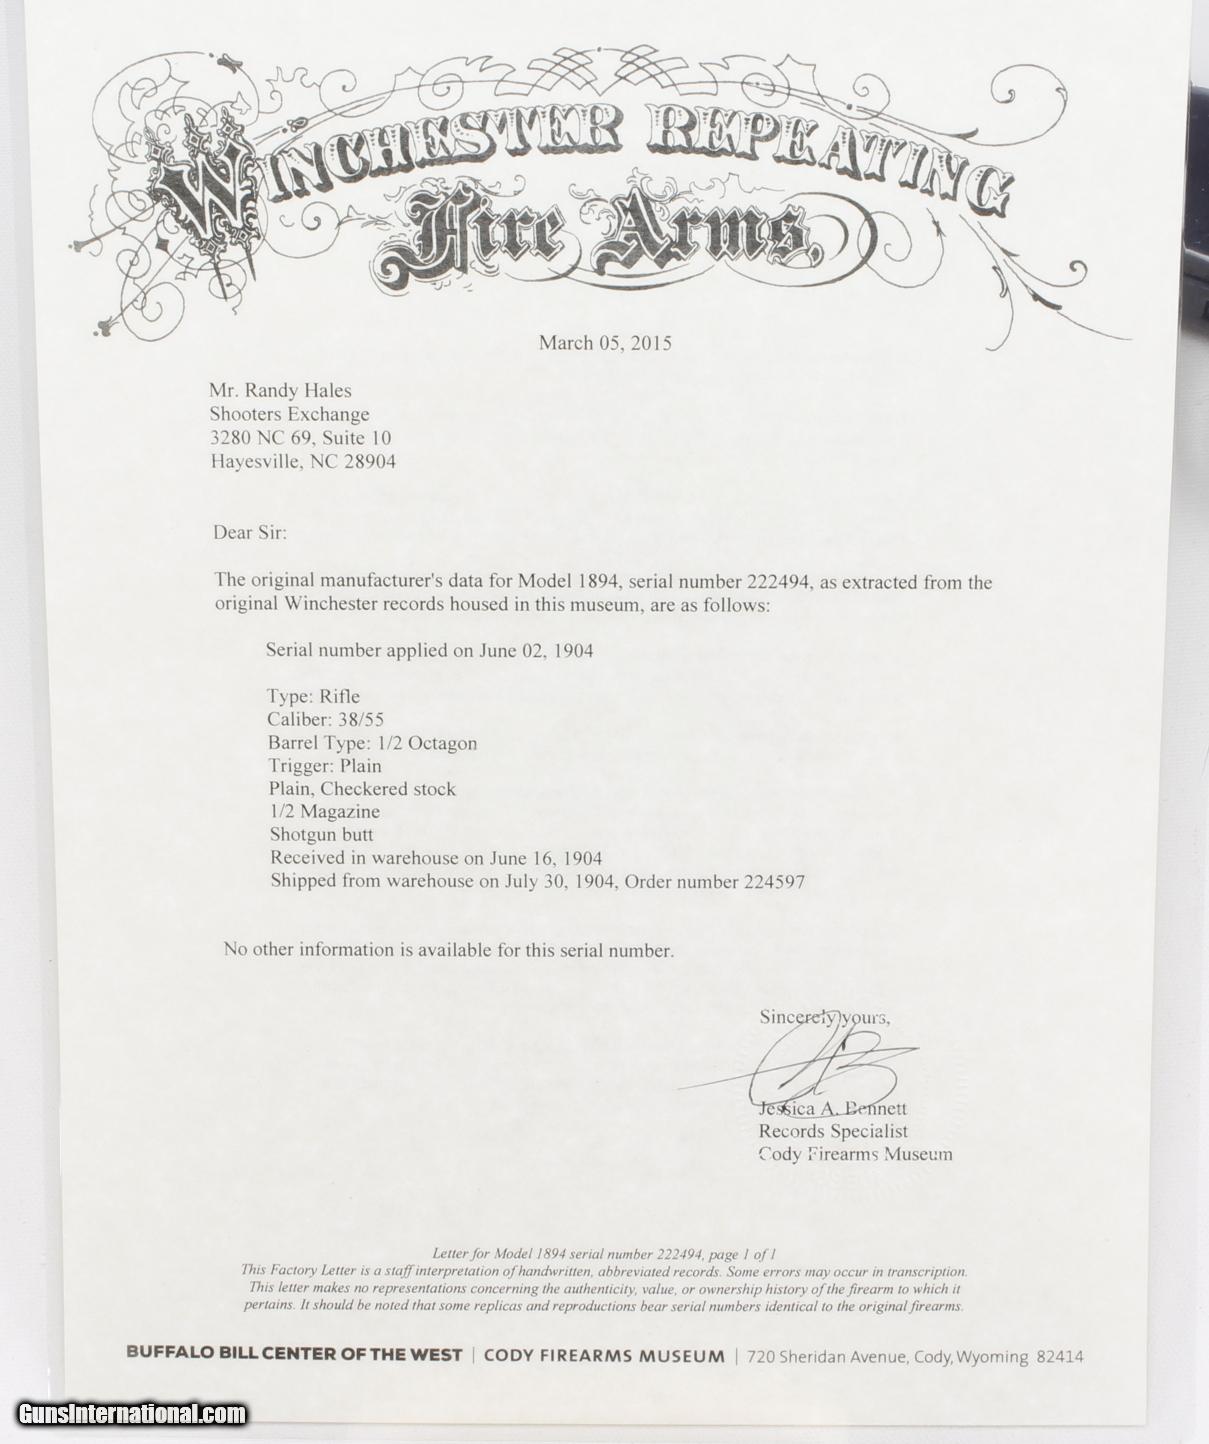 WINCHESTER REPEATING
Fire Arms.
March 05, 2015
Mr. Randy Hales
Shooters Exchange
3280 NC 69, Suite 10
Hayesville, NC 28904
Dear Sir:
The original manufacturer's data for Model 1894, serial number 222494, as extracted from the
original Winchester records housed in this museum, are as follows:
Serial number applied on June 02, 1904
Type: Rifle
Caliber: 38/55
Barrel Type: 1/2 Octagon
Trigger: Plain
Plain, Checkered stock
1/2 Magazine
Shotgun butt
Received in warehouse on June 16, 1904
Shipped from warehouse on July 30, 1904, Order number 224597
No other information is available for this serial number.
Sincerely yours,
Jessica A. Bennett
Records Specialist
Cody Firearms Museum
Letter for Model 1894 serial number 222494, page 1 of 1
This Factory Letter is a staff interpretation of handwritten, abbreviated records. Some errors may occur in transcription.
This letter makes no representations concerning the authenticity, value, or ownership history of the firearm to which it
pertains. It should be noted that some replicas and reproductions bear serial numbers identical to the original firearms.
BUFFALO BILL CENTER OF THE WEST | CODY FIREARMS MUSEUM | 720 Sheridan Avenue, Cody, Wyoming 82414
GunsInternational.com